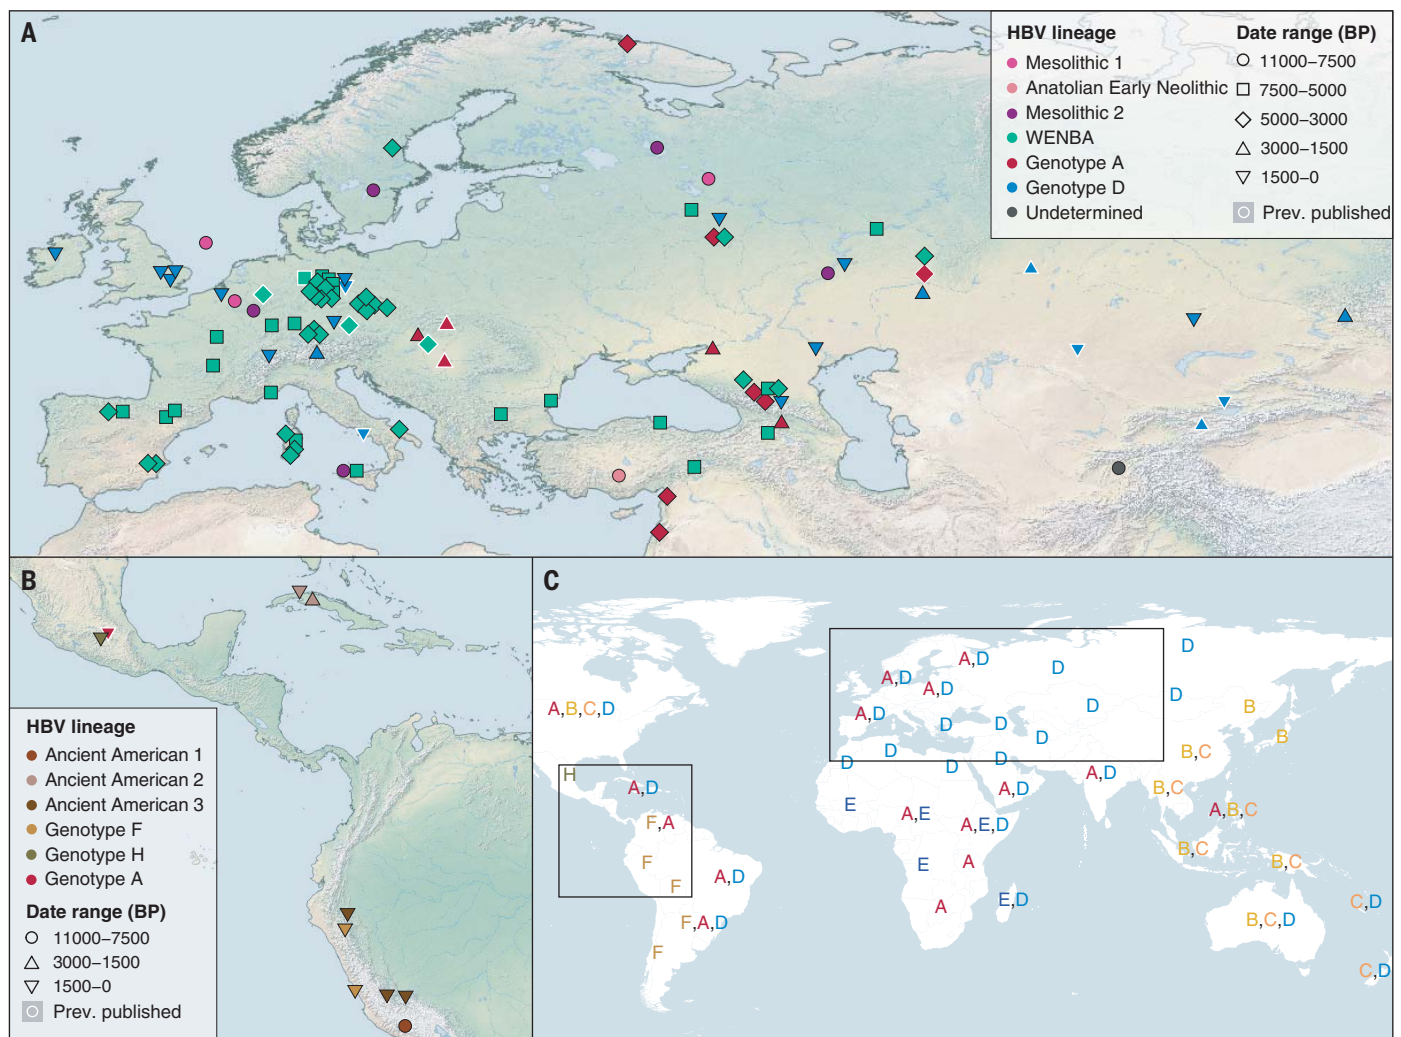 A
HBV lineage
Mesolithic 1
Anatolian Early Neolithic
Mesolithic 2
WENBA
Genotype A
Genotype D
Undetermined
Date range (BP)
11000–7500
7500–5000
5000–3000
3000–1500
1500–0
Prev. published
B
HBV lineage
Ancient American 1
Ancient American 2
Ancient American 3
Genotype F
Genotype H
Genotype A
Date range (BP)
11000–7500
3000–1500
1500–0
Prev. published
C
D
A,D
A,D
D
A,D
D
A,B,C,D
D
B
A,D
D
D
D
B
D
B,C
D
D
D
D
H
A,D
A,D
A,D
B,C
E
A,E
A,E,D
A,B,C
F,A
B,C
F
E
A
B,C
A,D
F
A
E,D
C,D
F,A,D
B,C,D
F
C,D